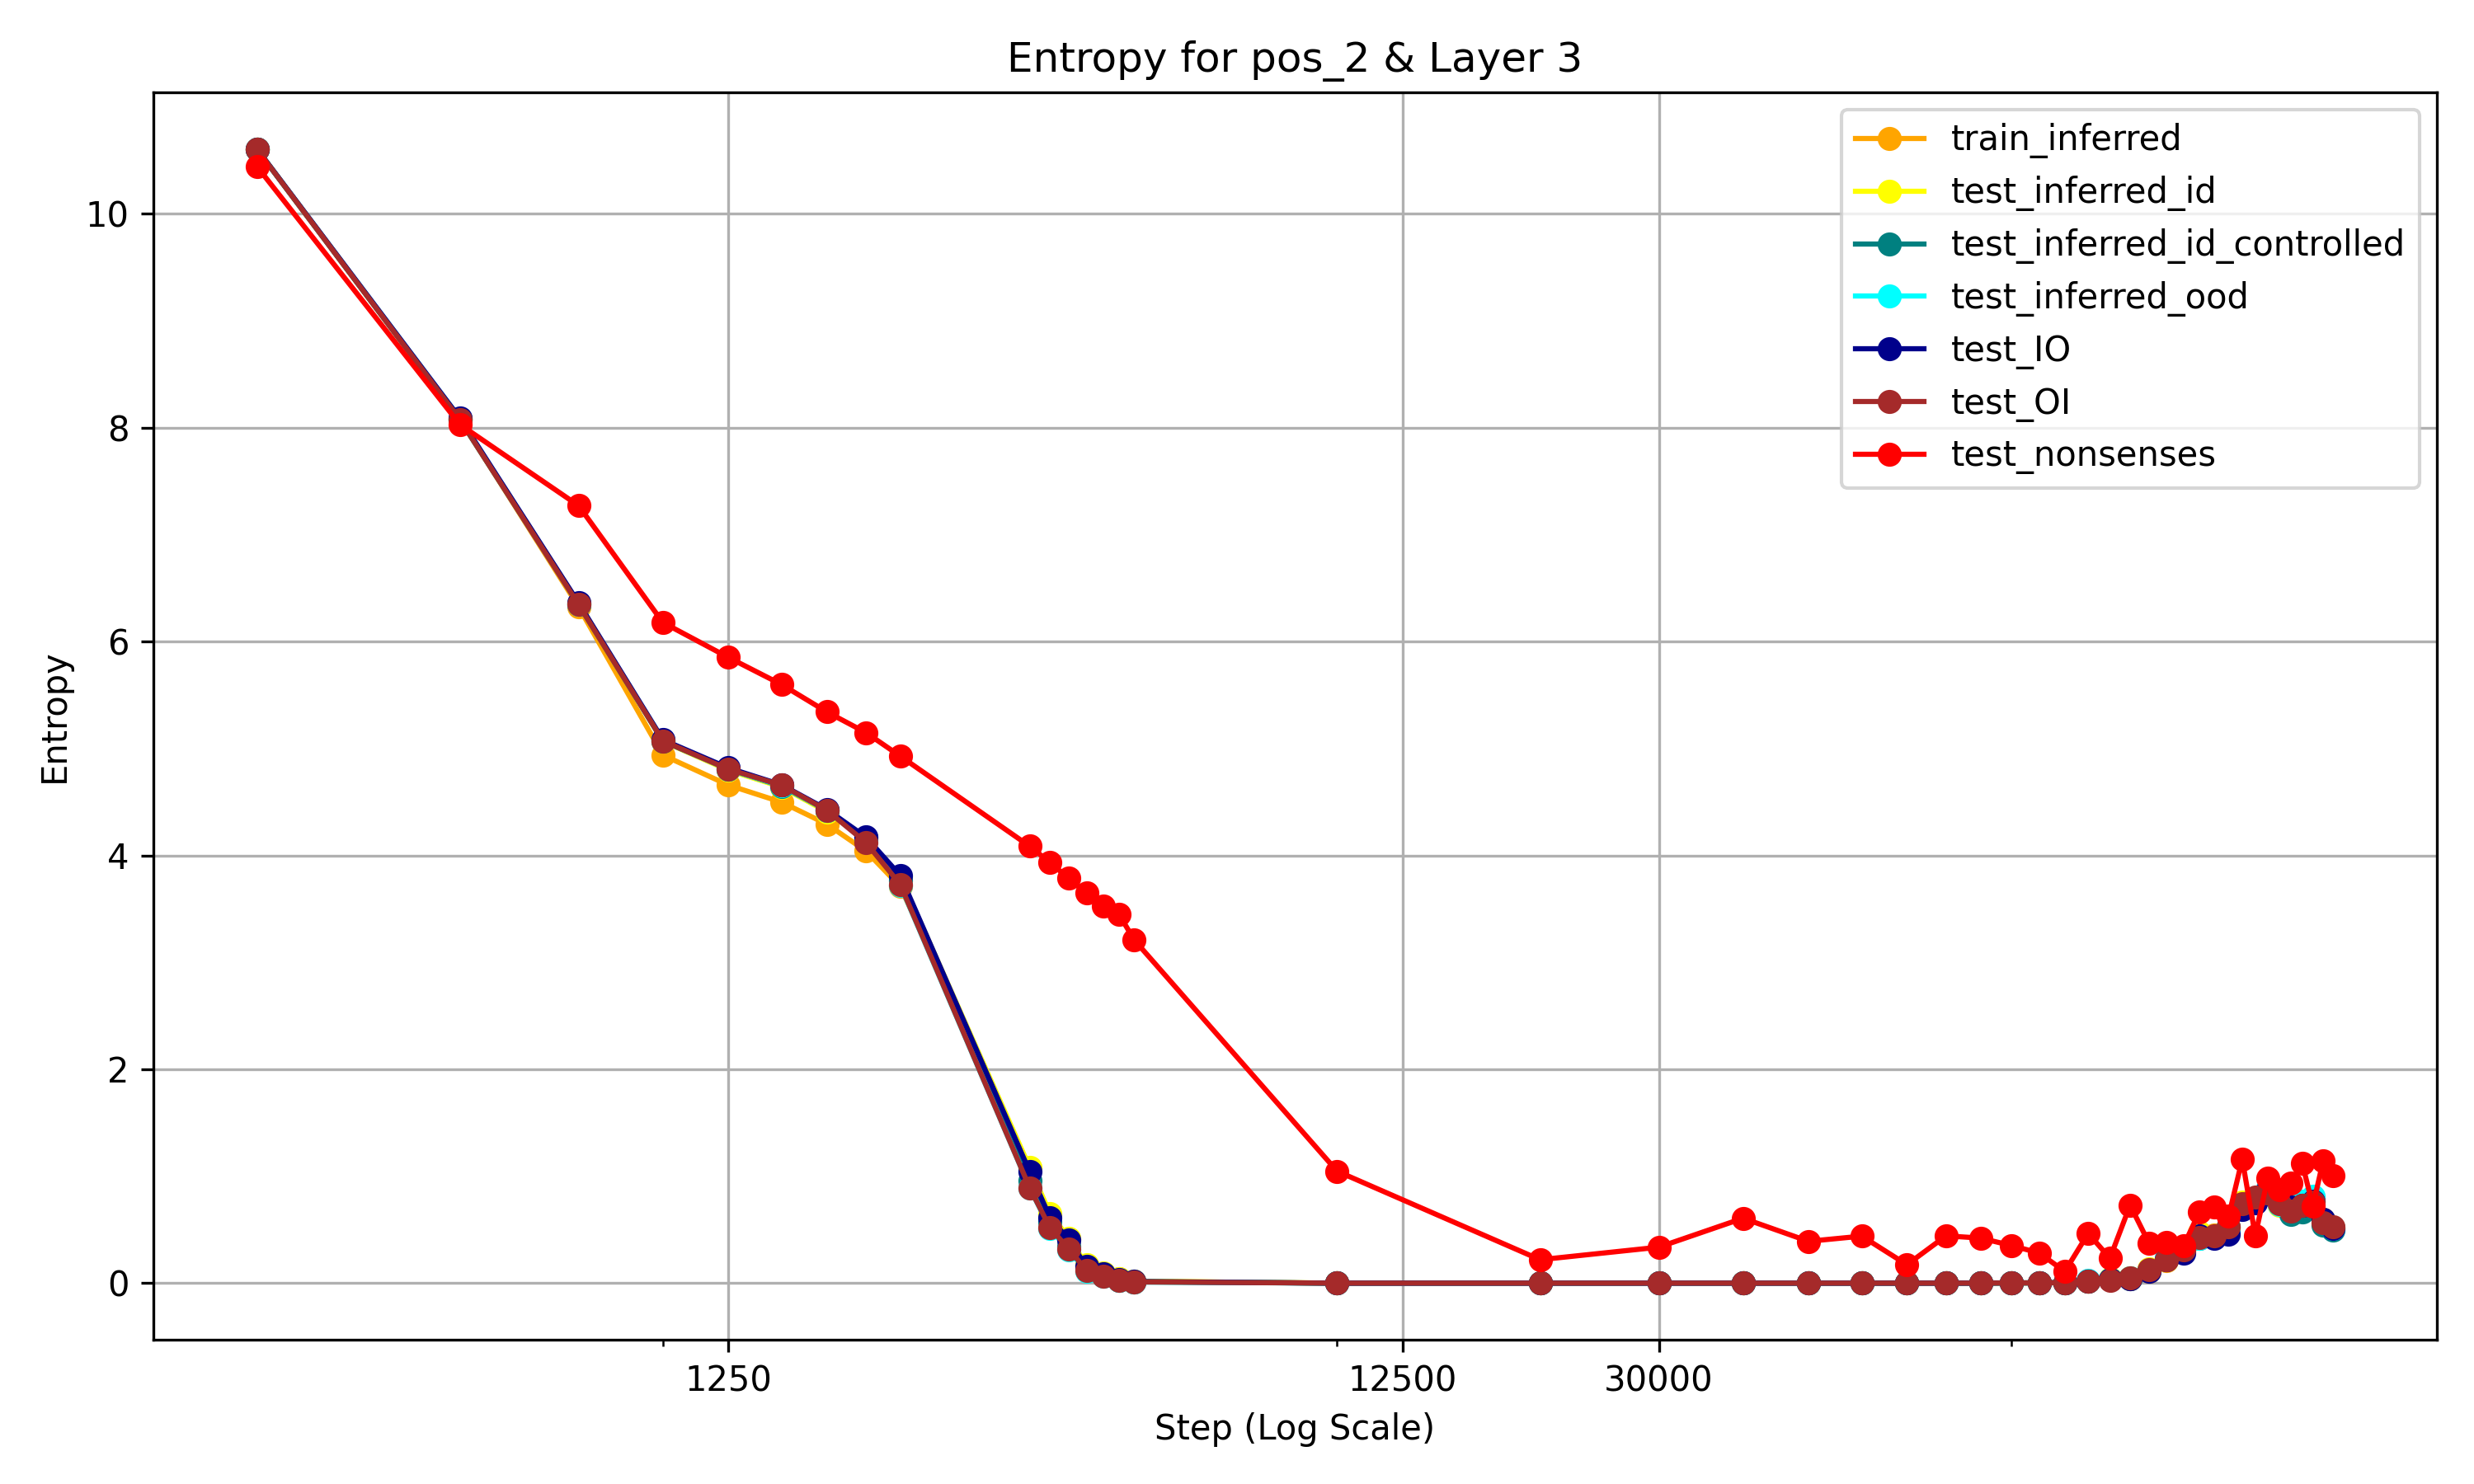 Entropy for pos_2 & Layer 3
train_inferred
test_inferred_id
test_inferred_id_controlled
test_inferred_ood
test_IO
test_OI
test_nonsenses
10
8
6
4
2
0
Entropy
1250
12500
30000
Step (Log Scale)